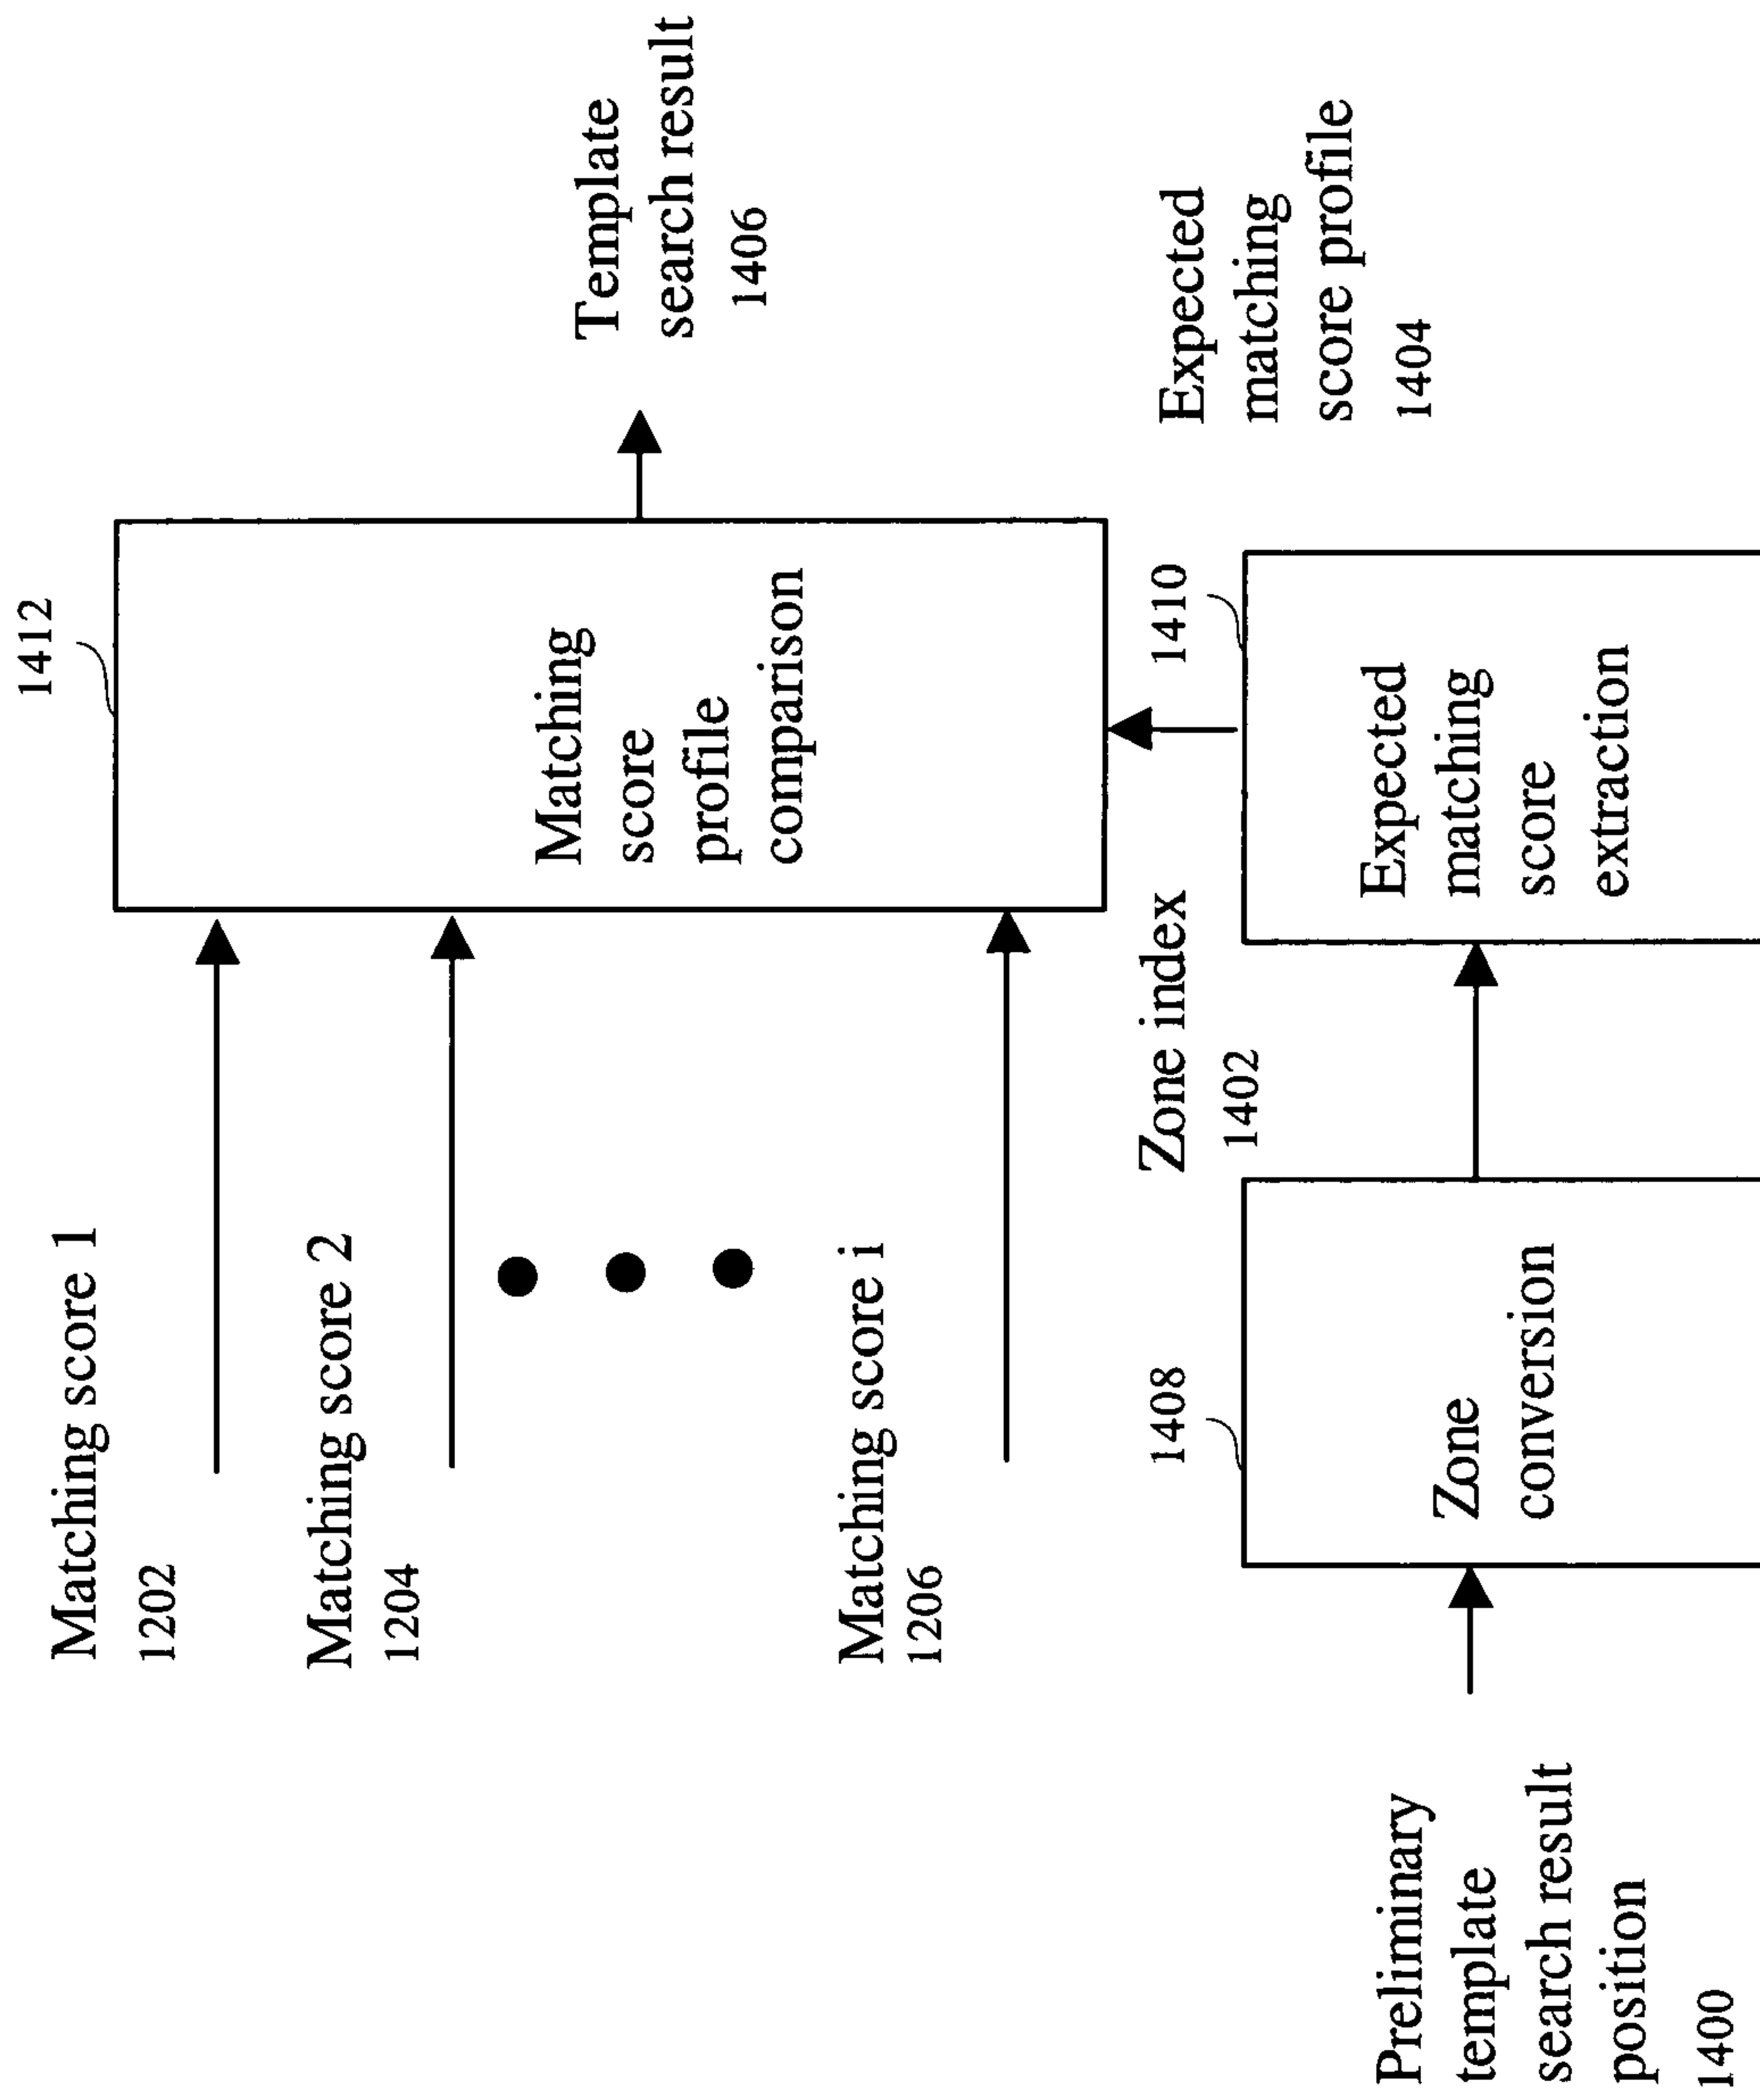 Matching score 1
1202
Matching score 2
1204
Matching score i
1206
1412
Matching
score
profile
comparison
Template
search result
1406
Preliminary
template
search result
position
1400
1408
Zone
conversion
Zone index
1402
1410
Expected
matching
score
extraction
Expected
matching
score profile
1404